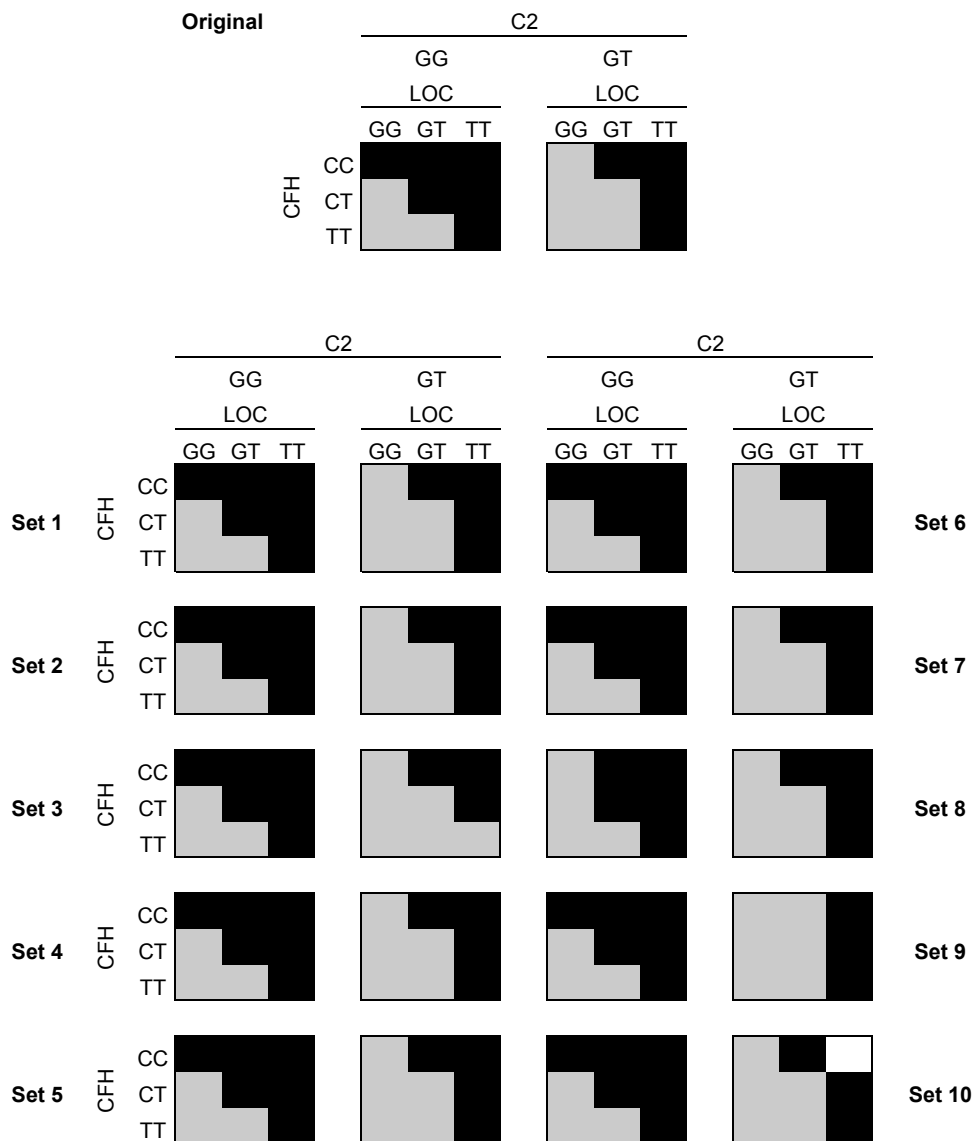 Original C2
GG GT
LOC LOC
GG GT TT GG GT TT
CFH
CC
CT
TT
C2 C2
GG GT GG GT
LOC LOC LOC LOC
GG GT TT GG GT TT GG GT TT GG GT TT
CC
Set 1 CFH CT Set 6
TT
CC
Set 2 CFH CT Set 7
TT
CC
Set 3 CFH CT Set 8
TT
CC
Set 4 CFH CT Set 9
TT
CC
Set 5 CFH CT Set 10
TT